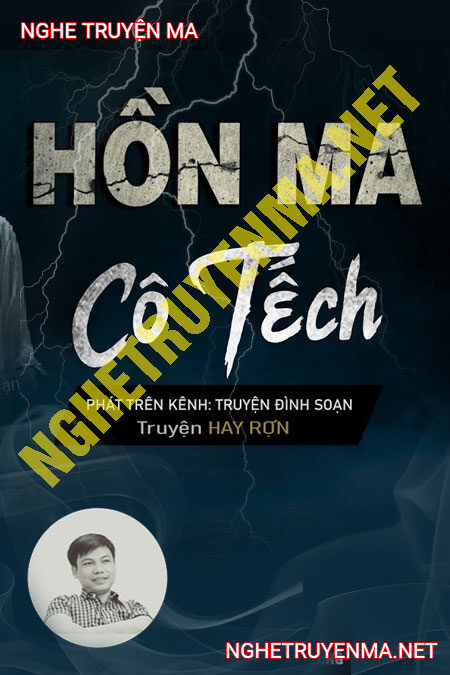 NGHE TRUYỆN MA
HỒN MA
Cô Tếch
NGHETRUYENMA.NET
PHÁT TRÊN KÊNH: TRUYỆN ĐÌNH SOẠN
Truyện HAY RỢN
NGHETRUYENMA.NET